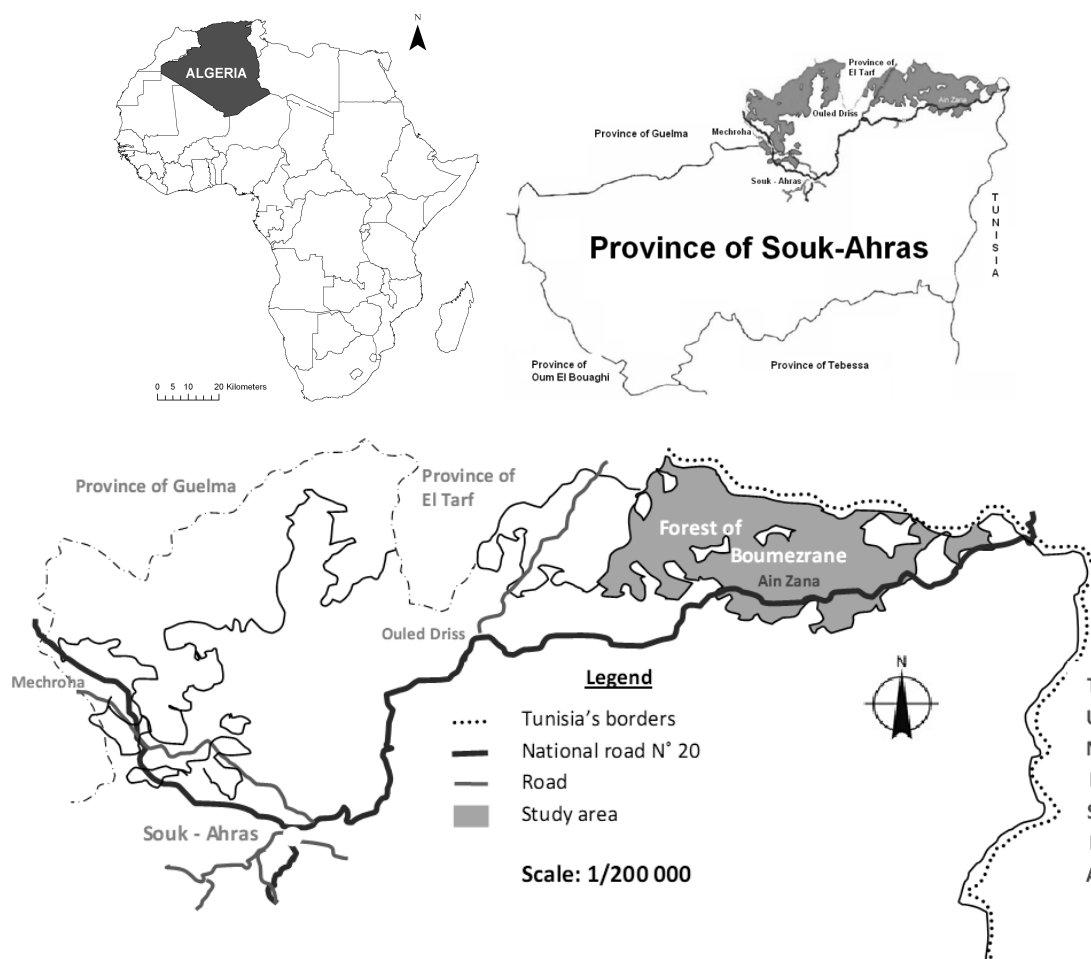 N
ALGERIA
0 5 10 20 Kilometers
Province of
El Tarf
Ain Zana
Ouled Driss
Mechroha
Province of Guelma
Souk - Ahras
Province of Souk-Ahras
TUNISIA
Province of
Oum El Bouaghi
Province of Tebessa
Province of Guelma
Province of
El Tarf
Forest of
Boumezrane
Ain Zana
Ouled Driss
Mechroha
Souk - Ahras
N
Legend
Tunisia's borders
National road N° 20
Road
Study area
Scale: 1/200 000